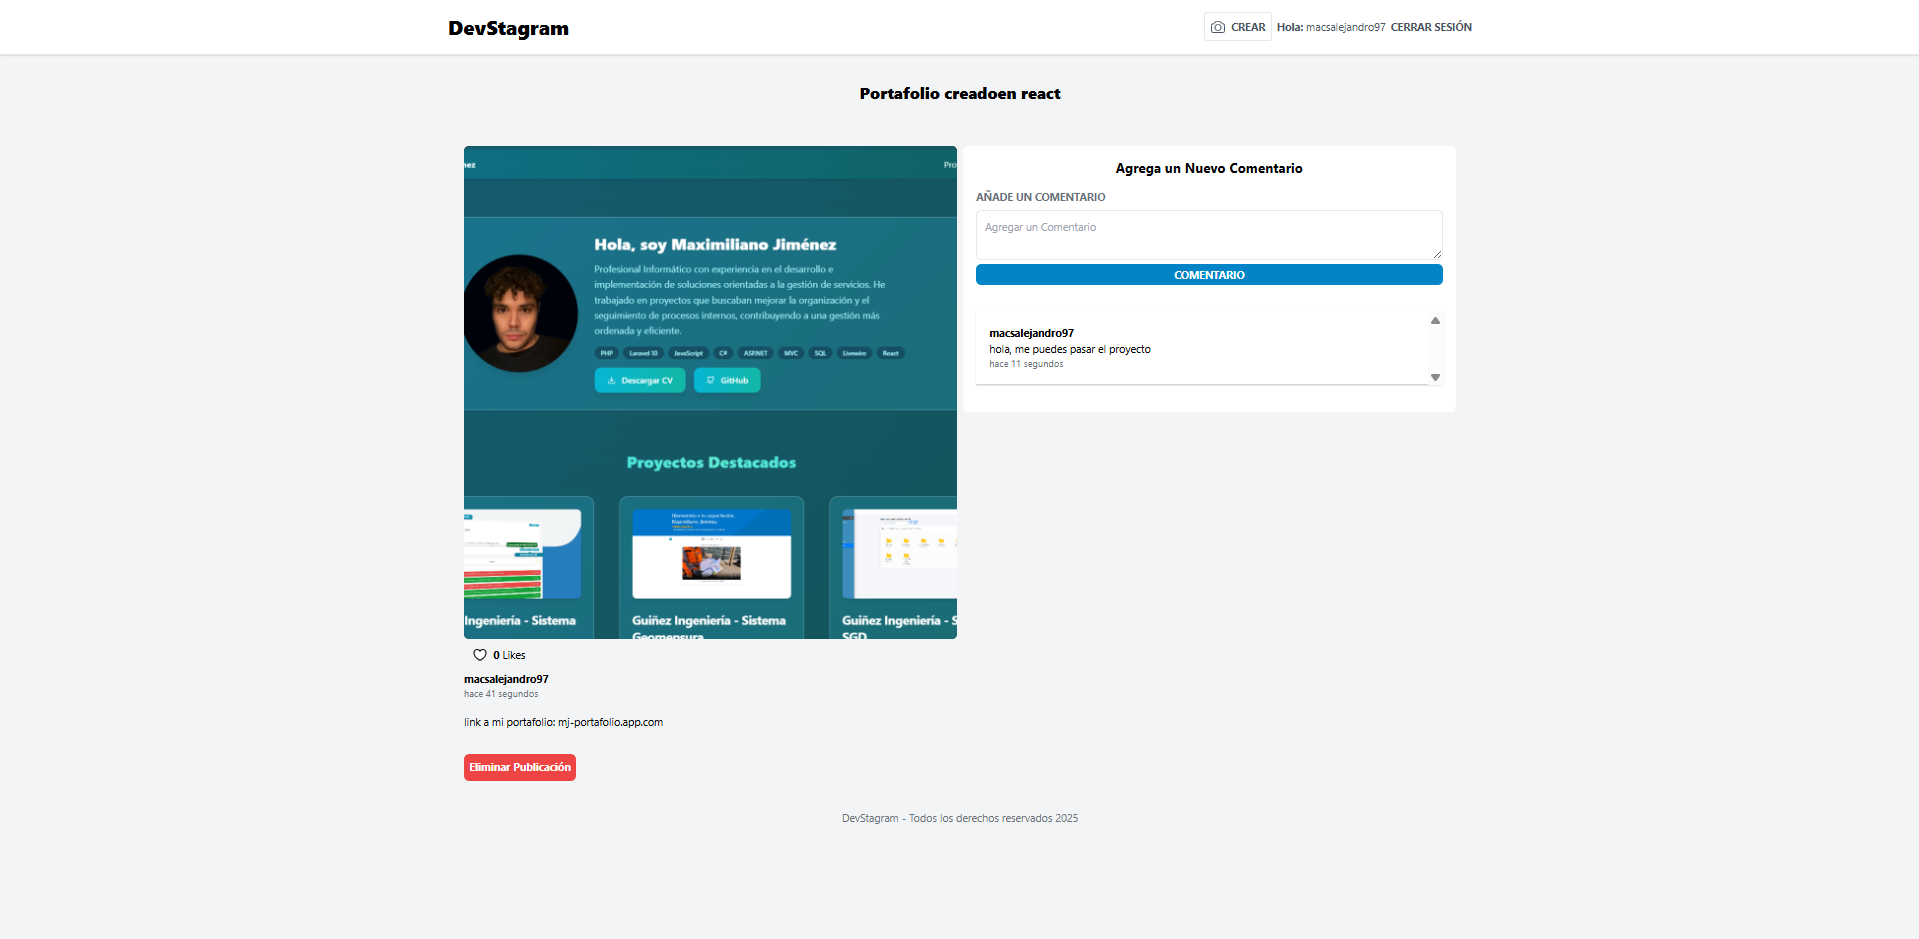 DevStagram
CREAR
Hola: macsalejandro97
CERRAR SESIÓN
Portafolio creadoen react
nez
Pro
Hola, soy Maximiliano Jiménez
Profesional Informático con experiencia en el desarrollo e
implementación de soluciones orientadas a la gestión de servicios. He
trabajado en proyectos que buscaban mejorar la organización y el
seguimiento de procesos internos, contribuyendo a una gestión más
ordenada y eficiente.
PHP
Laravel 10
JavaScript
C#
ASP.NET
MVC
SQL
Livewire
React
Descargar CV
GitHub
Proyectos Destacados
Ingeniería - Sistema
Guiñez Ingeniería - Sistema
Geomensura
Guiñez Ingeniería - S
SGD
0 Likes
macsalejandro97
hace 41 segundos
link a mi portafolio: mj-portafolio.app.com
Eliminar Publicación
Agrega un Nuevo Comentario
AÑADE UN COMENTARIO
Agregar un Comentario
COMENTARIO
macsalejandro97
hola, me puedes pasar el proyecto
hace 11 segundos
DevStagram - Todos los derechos reservados 2025